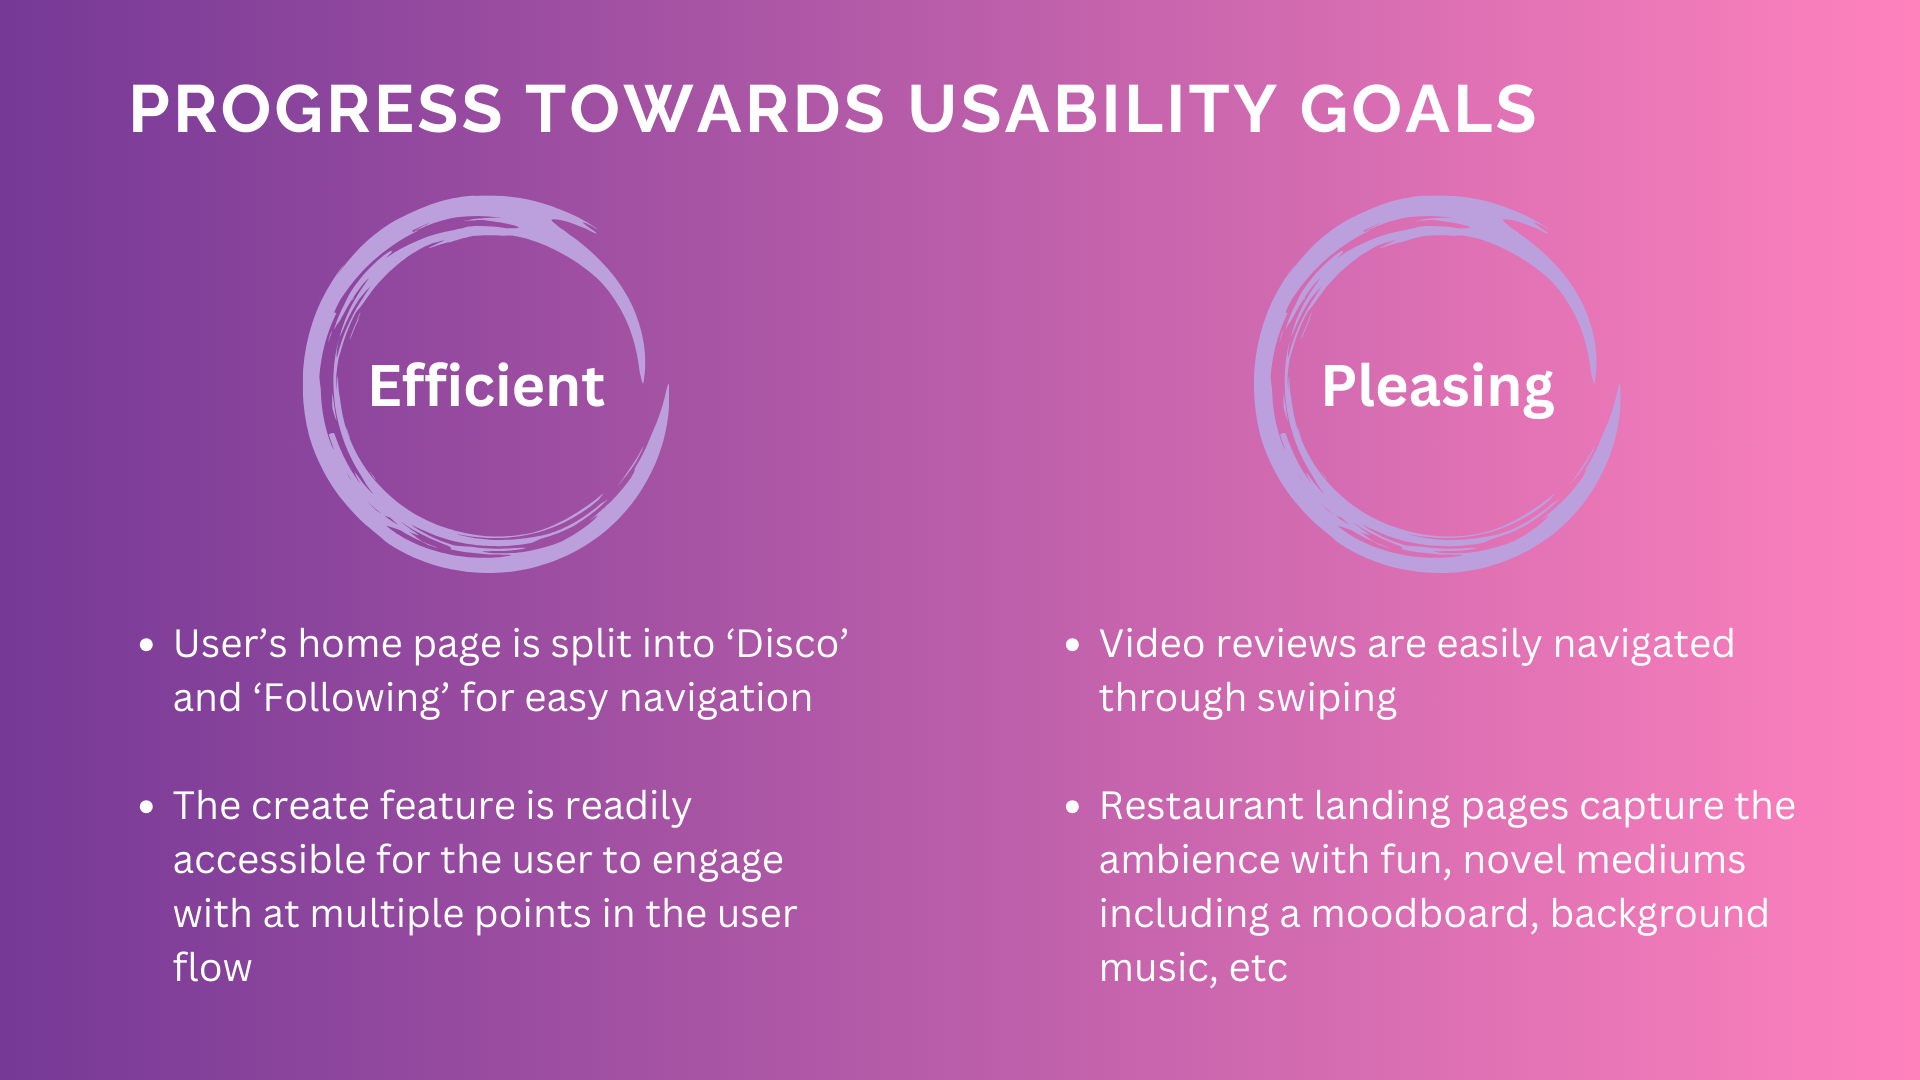 PROGRESS TOWARDS USABILITY GOALS
Efficient
• User’s home page is split into ‘Disco’
and ‘Following’ for easy navigation
• The create feature is readily
accessible for the user to engage
with at multiple points in the user
flow
Pleasing
• Video reviews are easily navigated
through swiping
• Restaurant landing pages capture the
ambience with fun, novel mediums
including a moodboard, background
music, etc